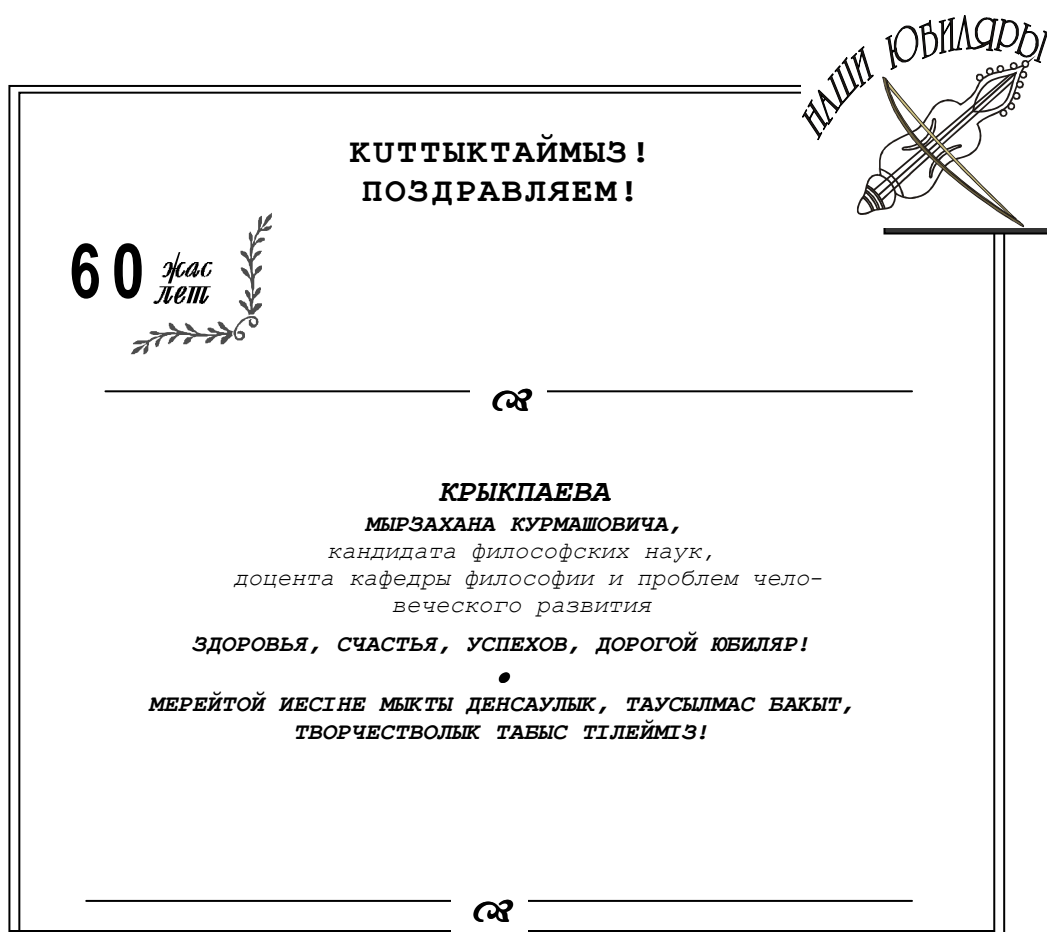 НАШИ ЮБИЛЯРЫ
КUТТЫКТАЙМЫЗ!
ПОЗДРАВЛЯЕМ!
60 жас
лет
КРЫКПАЕВА
МЫРЗАХАНА КУРМАШОВИЧА,
кандидата философских наук,
доцента кафедры философии и проблем чело-
веческого развития
ЗДОРОВЬЯ, СЧАСТЬЯ, УСПЕХОВ, ДОРОГОЙ ЮБИЛЯР!
•
МЕРЕЙТОЙ ИЕСІНЕ МЫКТЫ ДЕНСАУЛЫК, ТАУСЫЛМАС БАКЫТ,
ТВОРЧЕСТВОЛЫК ТАБЫС ТІЛЕЙМІЗ!